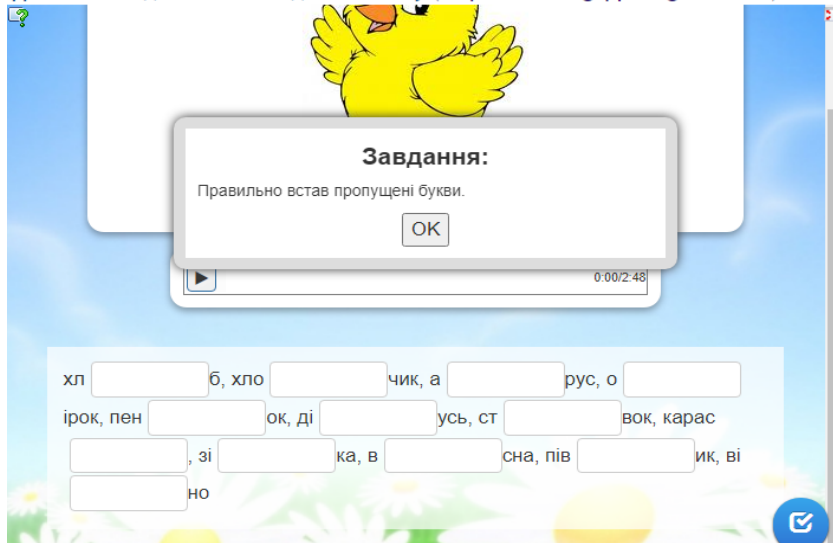 Завдання:
Правильно встав пропущені букви.
OK
0:00/2:48
хл б, хло чик, а рус, о
ірок, пен ок, ді усь, ст вок, карас
, зі ка, в сна, пів ик, ві
но